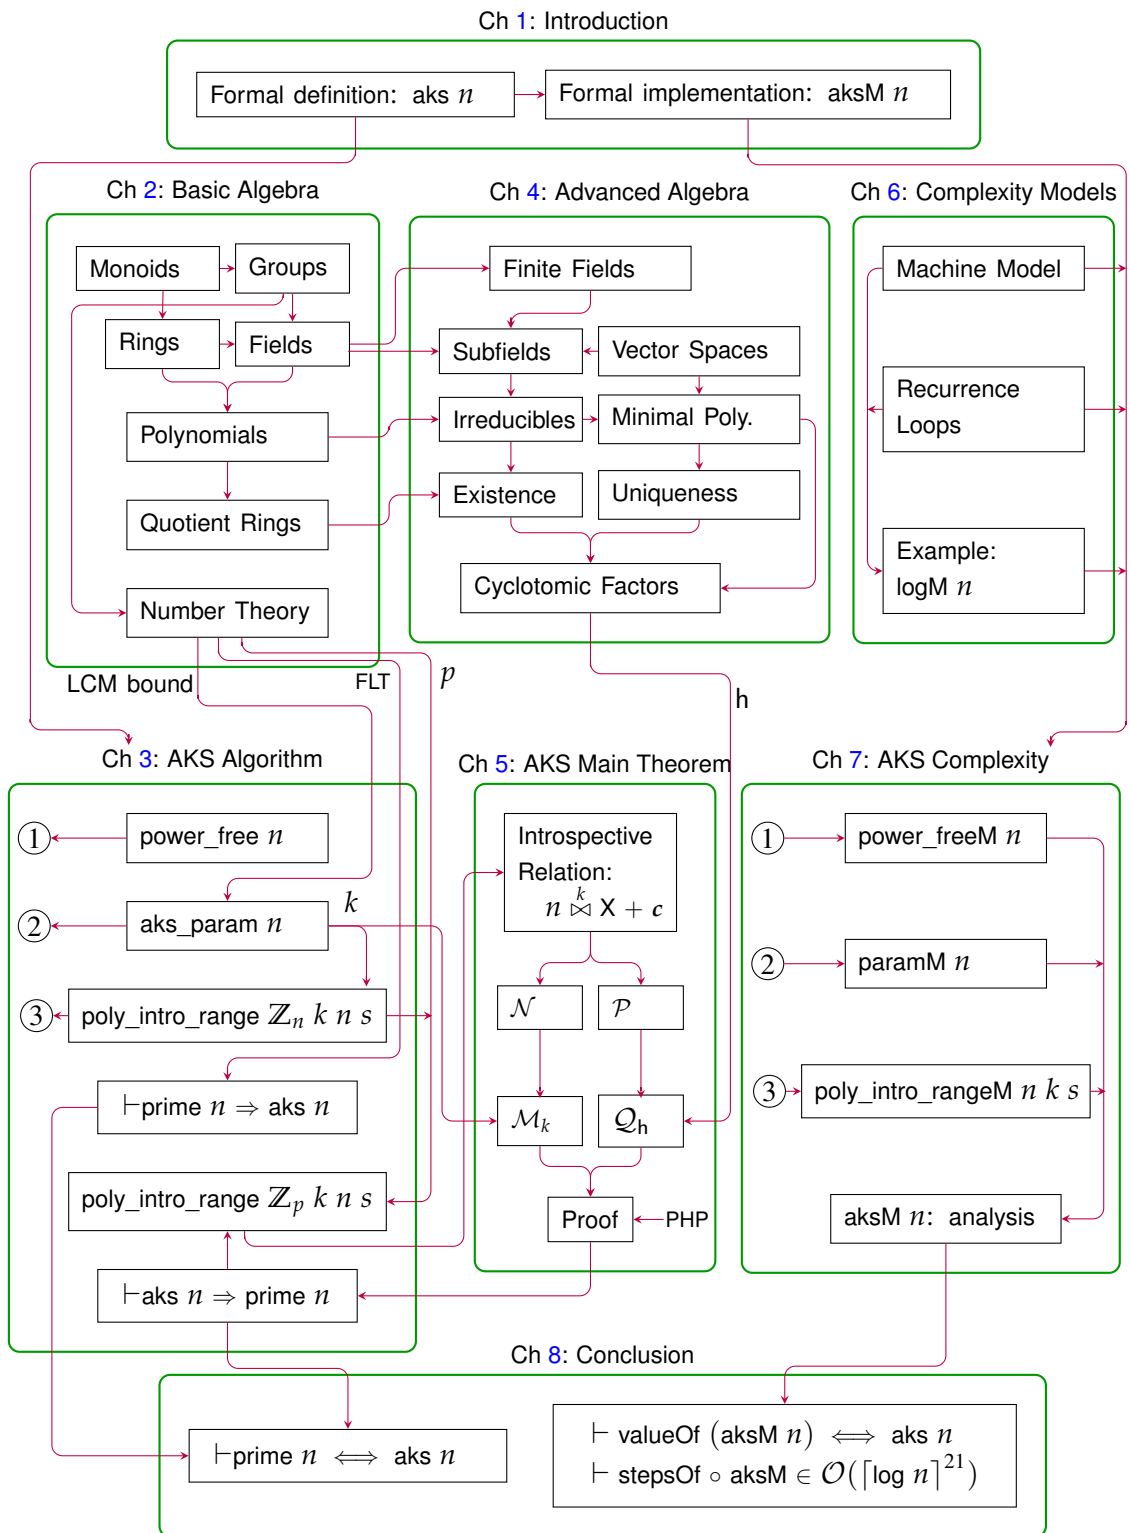 Ch 1: Introduction
Formal definition: aks n
Formal implementation: aksM n
Ch 2: Basic Algebra
Monoids
Groups
Rings
Fields
Polynomials
Quotient Rings
Number Theory
LCM bound
FLT
p
Ch 4: Advanced Algebra
Finite Fields
Subfields
Vector Spaces
Irreducibles
Minimal Poly.
Existence
Uniqueness
Cyclotomic Factors
h
Ch 6: Complexity Models
Machine Model
Recurrence
Loops
Example:
logM n
Ch 3: AKS Algorithm
1
power_free n
2
aks_param n
k
3
poly_intro_range ℤₙ k n s
⊢prime n ⇒ aks n
poly_intro_range ℤₚ k n s
⊢aks n ⇒ prime n
Ch 5: AKS Main Theorem
Introspective
Relation:
n ⋈ᵏ X + c
𝒩
𝒫
ℳₖ
𝒬ₕ
Proof
PHP
Ch 7: AKS Complexity
1
power_freeM n
2
paramM n
3
poly_intro_rangeM n k s
aksM n: analysis
Ch 8: Conclusion
⊢prime n ⟺ aks n
⊢ valueOf (aksM n) ⟺ aks n
⊢ stepsOf ∘ aksM ∈ 𝒪(⌈log n⌉²¹)